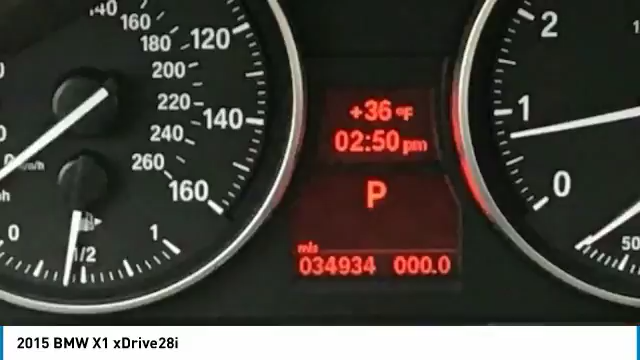 140
160
180 120
200
220 140
240
260 160
0 1/2 1
+36 °F
02:50 pm
P
mls
034934 000.0
2
1
0
50
2015 BMW X1 xDrive28i